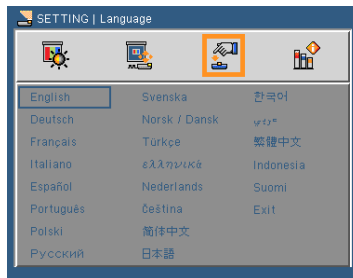 SETTING | Language
English
Deutsch
Français
Italiano
Español
Português
Polski
Русский
Svenska
Norsk / Dansk
Türkçe
ελληνικά
Nederlands
Čeština
简体中文
日本語
한국어
繁體中文
Indonesia
Suomi
Exit